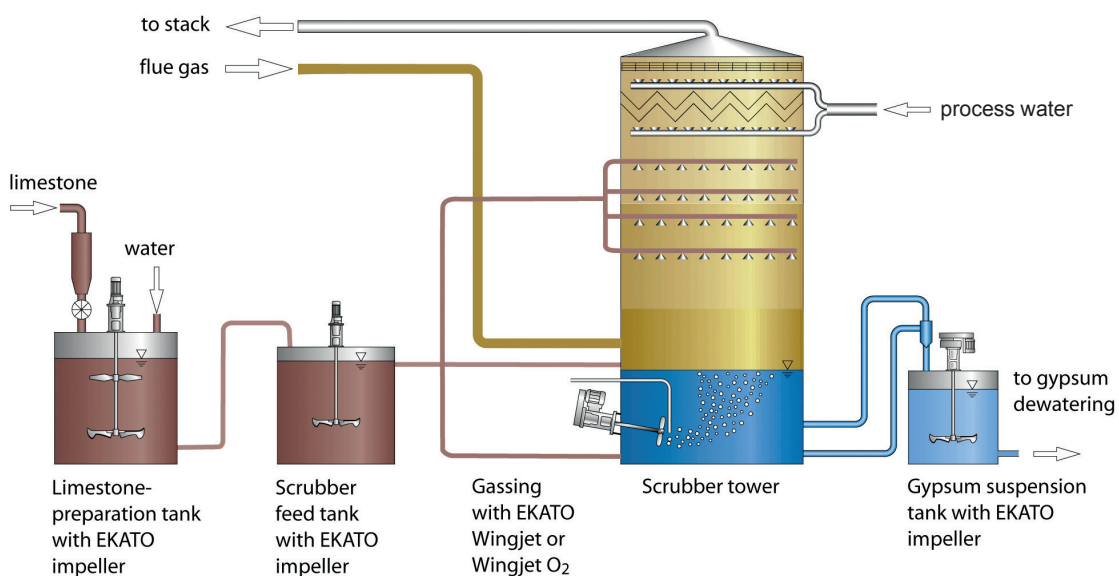 to stack
flue gas
process water
limestone
water
to gypsum
dewatering
Limestone-
preparation tank
with EKATO
impeller
Scrubber
feed tank
with EKATO
impeller
Gassing
with EKATO
Wingjet or
Wingjet O₂
Scrubber tower
Gypsum suspension
tank with EKATO
impeller